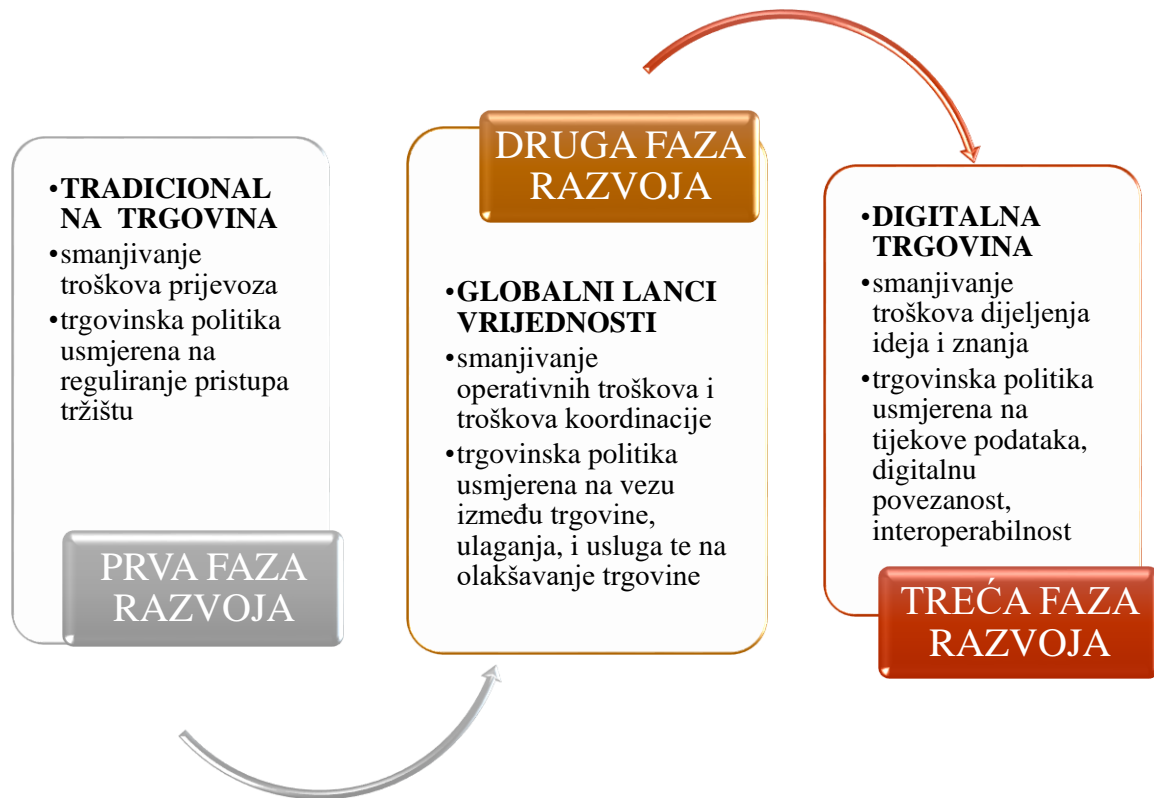 •TRADICIONAL
NA TRGOVINA
•smanjivanje
troškova prijevoza
•trgovinska politika
usmjerena na
reguliranje pristupa
tržištu
PRVA FAZA
RAZVOJA
DRUGA FAZA
RAZVOJA
•GLOBALNI LANCI
VRIJEDNOSTI
•smanjivanje
operativnih troškova i
troškova koordinacije
•trgovinska politika
usmjerena na vezu
između trgovine,
ulaganja, i usluga te na
olakšavanje trgovine
•DIGITALNA
TRGOVINA
•smanjivanje
troškova dijeljenja
ideja i znanja
•trgovinska politika
usmjerena na
tijekove podataka,
digitalnu
povezanost,
interoperabilnost
TREĆA FAZA
RAZVOJA